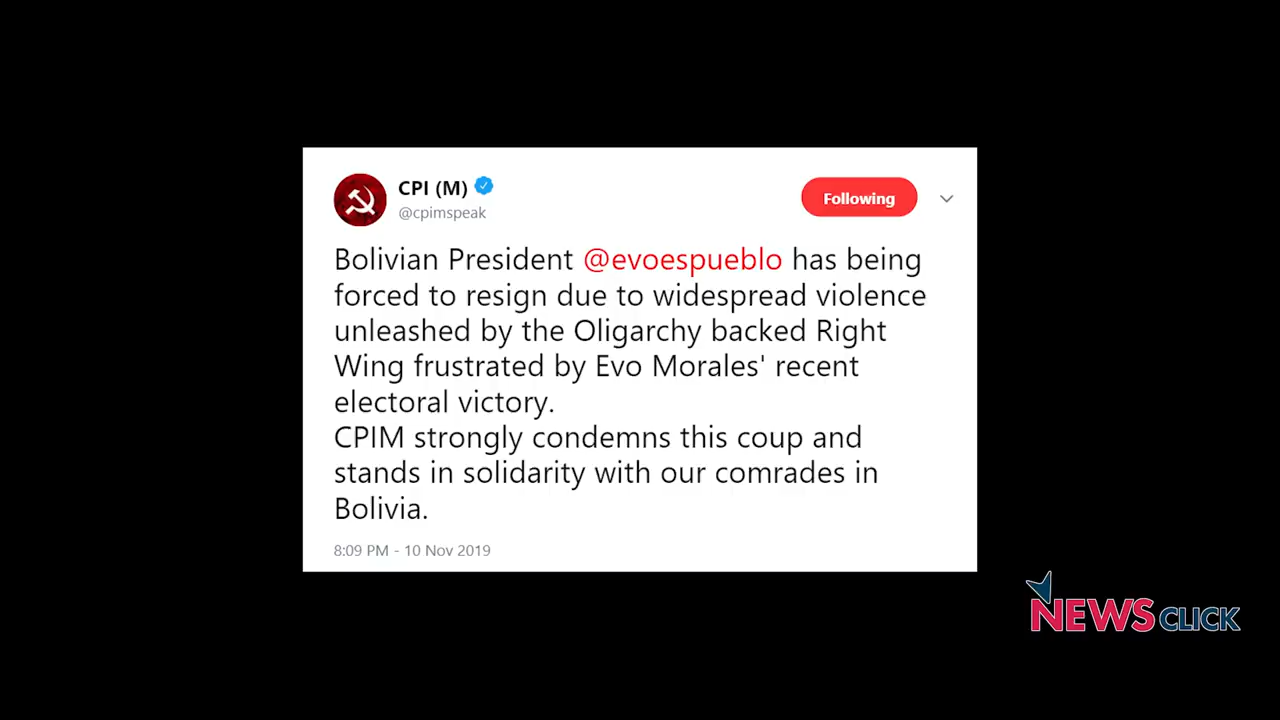 CPI (M)
@cpimspeak
Following
Bolivian President @evoespueblo has being
forced to resign due to widespread violence
unleashed by the Oligarchy backed Right
Wing frustrated by Evo Morales' recent
electoral victory.
CPIM strongly condemns this coup and
stands in solidarity with our comrades in
Bolivia.
8:09 PM - 10 Nov 2019
NEWSCLICK